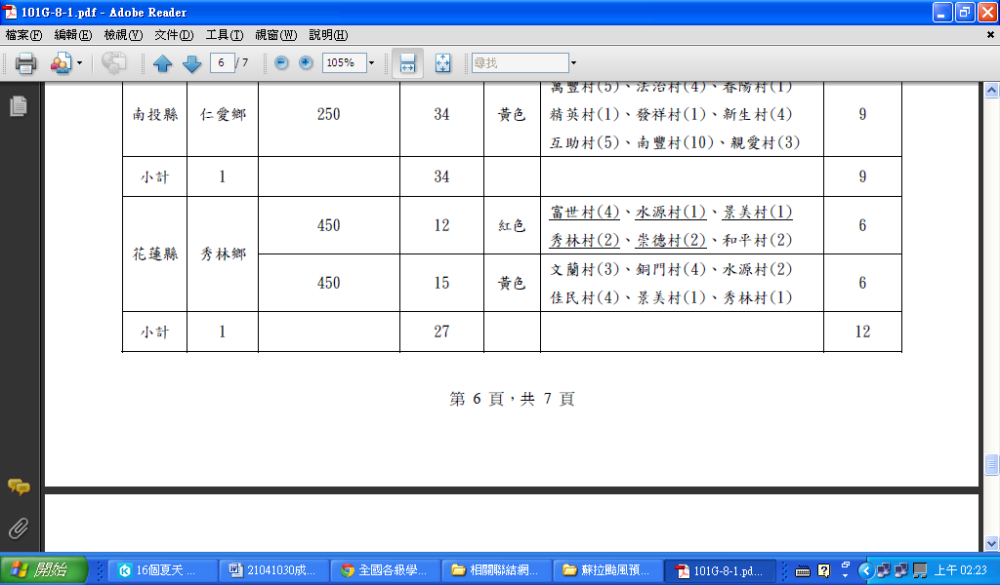 101G-8-1.pdf - Adobe Reader
檔案(F) 編輯(E) 檢視(V) 文件(D) 工具(T) 視窗(W) 說明(H)
6 / 7 105% 尋找
萬豐村(5)、法治村(4)、春陽村(1)
南投縣 仁愛鄉 250 34 黃色 精英村(1)、發祥村(1)、新生村(4) 9
互助村(5)、南豐村(10)、親愛村(3)
小計 1 34 9
富世村(4)、水源村(1)、景美村(1)
450 12 紅色 6
秀林村(2)、崇德村(2)、和平村(2)
花蓮縣 秀林鄉
文蘭村(3)、銅門村(4)、水源村(2)
450 15 黃色 6
佳民村(4)、景美村(1)、秀林村(1)
小計 1 27 12
第 6 頁，共 7 頁
開始 16個夏天 ... 21041030成... 全國各級學... 相關聯結網... 蘇拉颱風預... 101G-8-1.pd... 上午 02:23